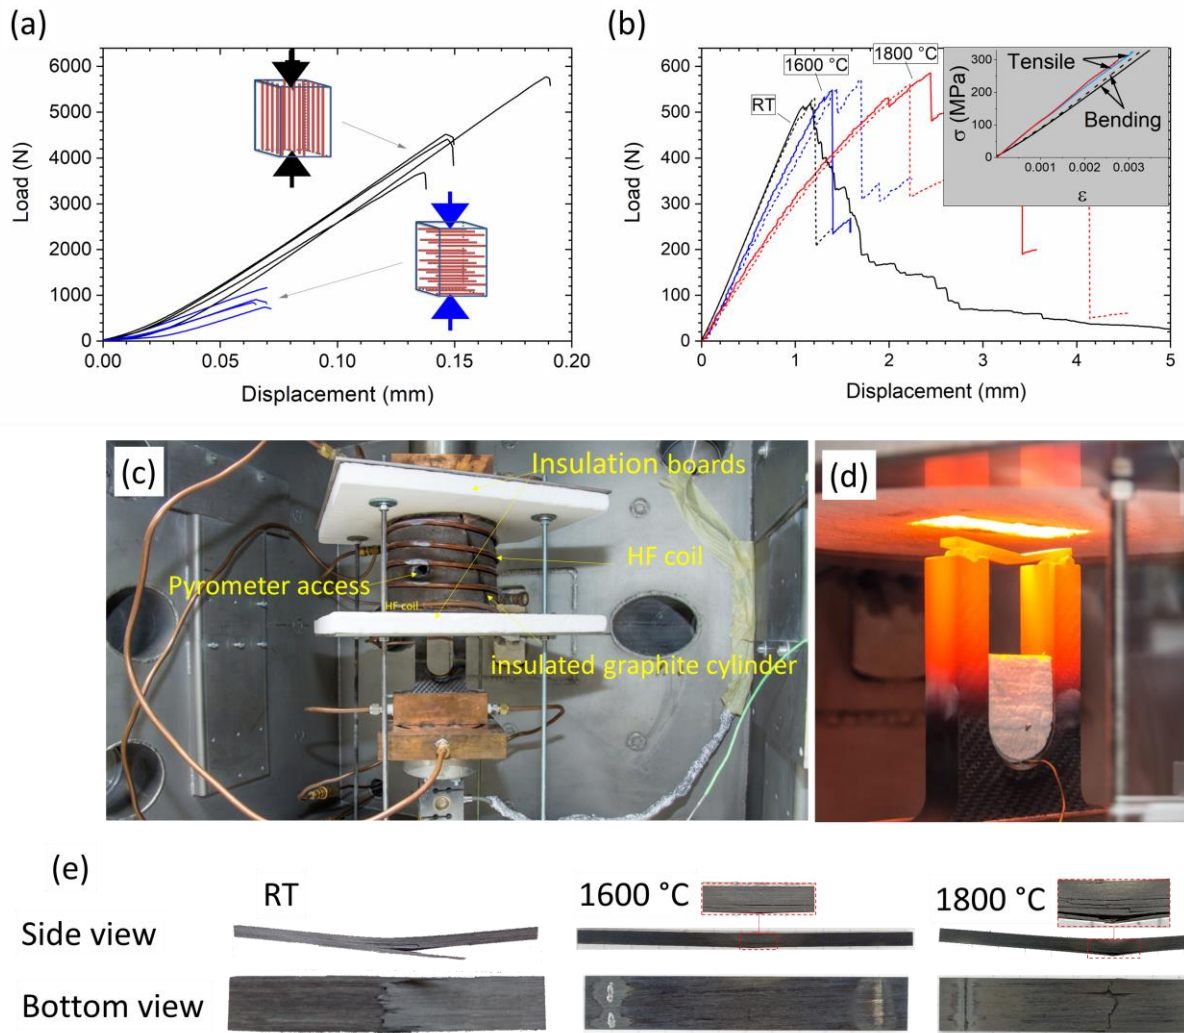 (a)
6000
5000
4000
3000
2000
1000
0
Load (N)
0.00
0.05
0.10
0.15
0.20
Displacement (mm)
(b)
600
500
400
300
200
100
0
Load (N)
RT
1600 °C
1800 °C
0
1
2
3
4
5
Displacement (mm)
300
200
100
0
σ (MPa)
Tensile
Bending
0.001
0.002
0.003
ε
(c)
Insulation boards
HF coil
Pyrometer access
HF coil
insulated graphite cylinder
(d)
(e)
RT
1600 °C
1800 °C
Side view
Bottom view